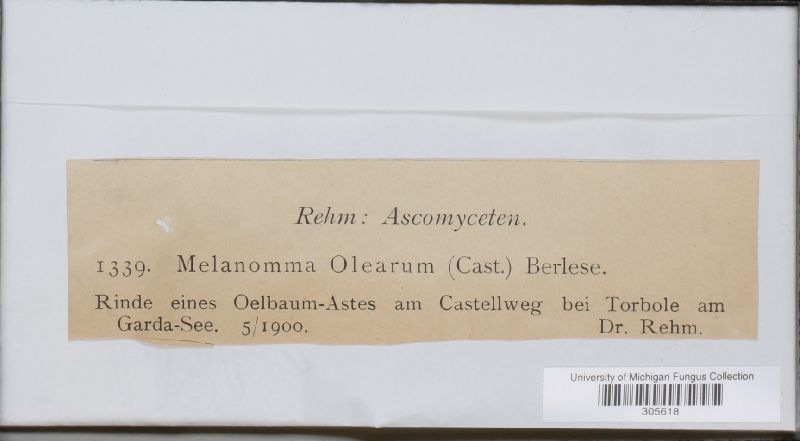 Rehm: Ascomyceten.
1339. Melanomma Olearum (Cast.) Berlese.
Rinde eines Oelbaum-Astes am Castellweg bei Torbole am
Garda-See. 5/1900. Dr. Rehm.
University of Michigan Fungus Collection
305618